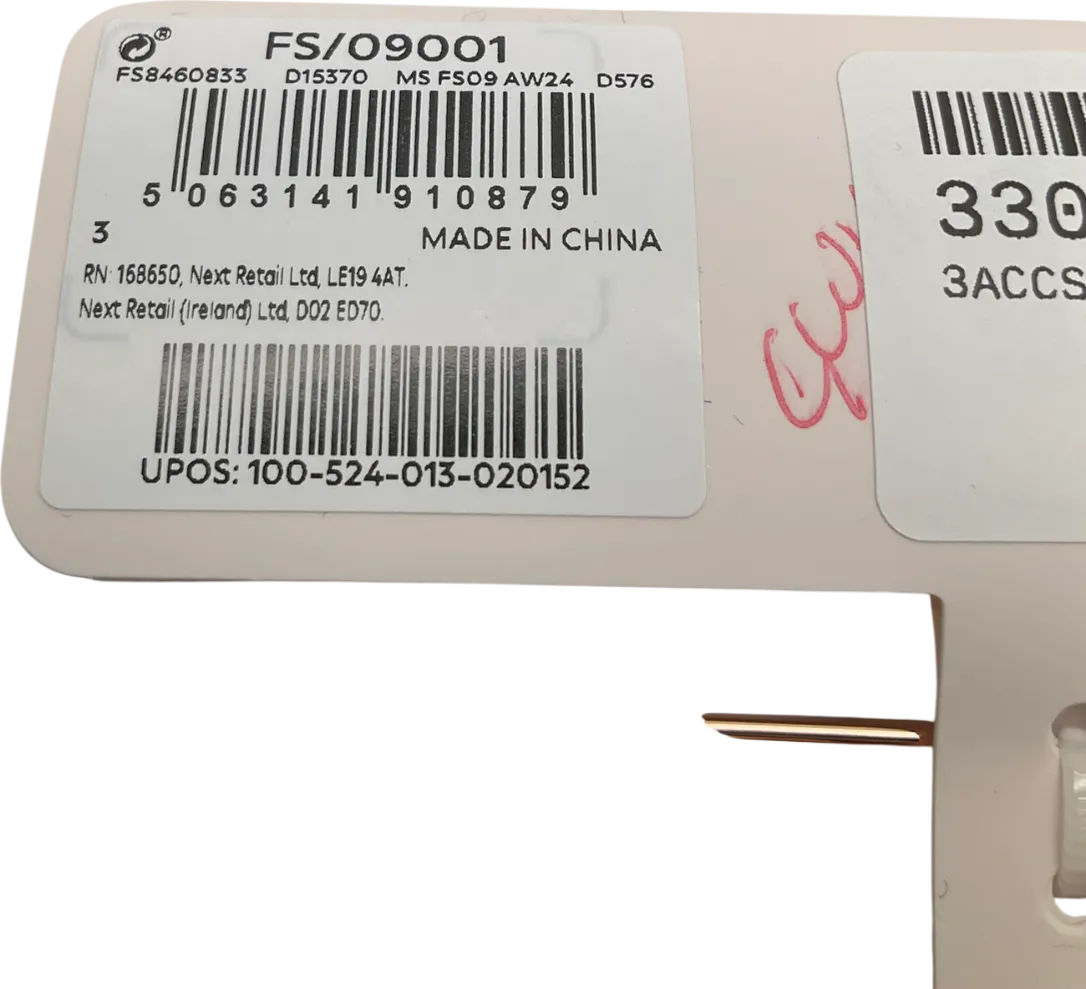 ®
FS/09001
FS8460833 D15370 MS FS09 AW24 D576
5 063141 910879
3 MADE IN CHINA
RN: 168650, Next Retail Ltd, LE19 4AT.
Next Retail (Ireland) Ltd, D02 ED70.
UPOS: 100-524-013-020152
330
3ACCS